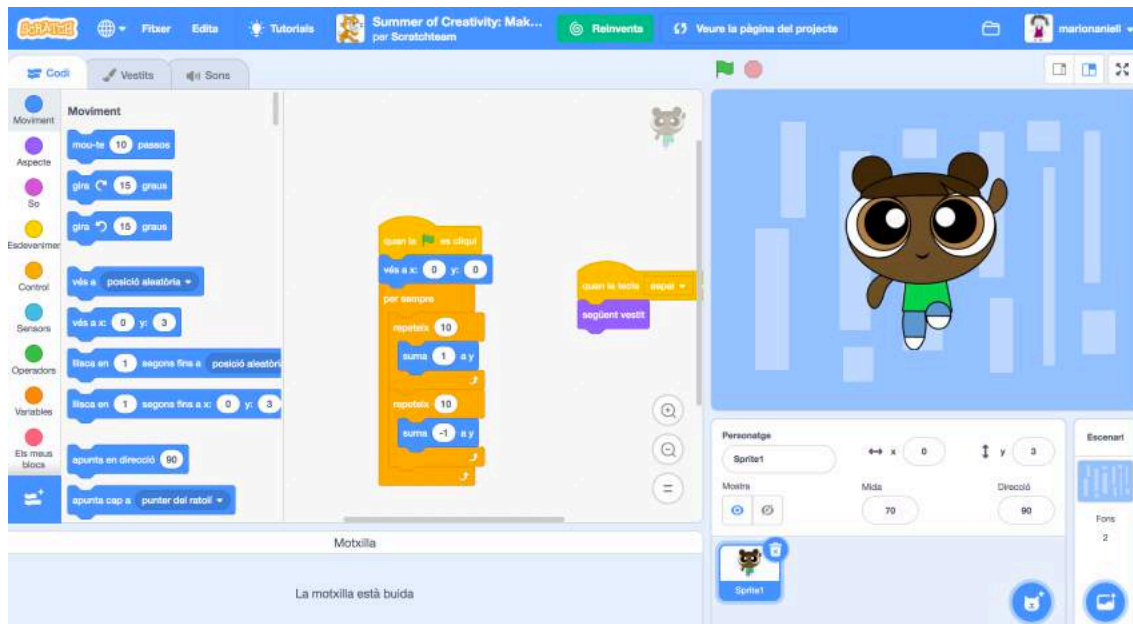 SCRATCH
Fitxer
Edita
Tutorials
Summer of Creativity: Mak...
per Scratchteam
Reinventa
Veure la pàgina del projecte
marionaniell
Codi
Vestits
Sons
Moviment
Aspecte
So
Esdevenimen
Control
Sensors
Operadors
Variables
Els meus
blocs
Moviment
mou-te 10 passos
gira 15 graus
gira 15 graus
vés a posició aleatòria
vés a x: 0 y: 3
llisca en 1 segons fins a posició aleatòri
llisca en 1 segons fins a x: 0 y: 3
apunta en direcció 90
apunta cap a punter del ratolí
quan la es cliqui
vés a x: 0 y: 0
per sempre
repeteix 10
suma 1 a y
repeteix 10
suma -1 a y
quan la tecla espai
següent vestit
Personatge
Sprite1
x 0
y 3
Mostra
Mida
70
Direcció
90
Sprite1
Escenari
Fons
2
Motxilla
La motxilla està buida